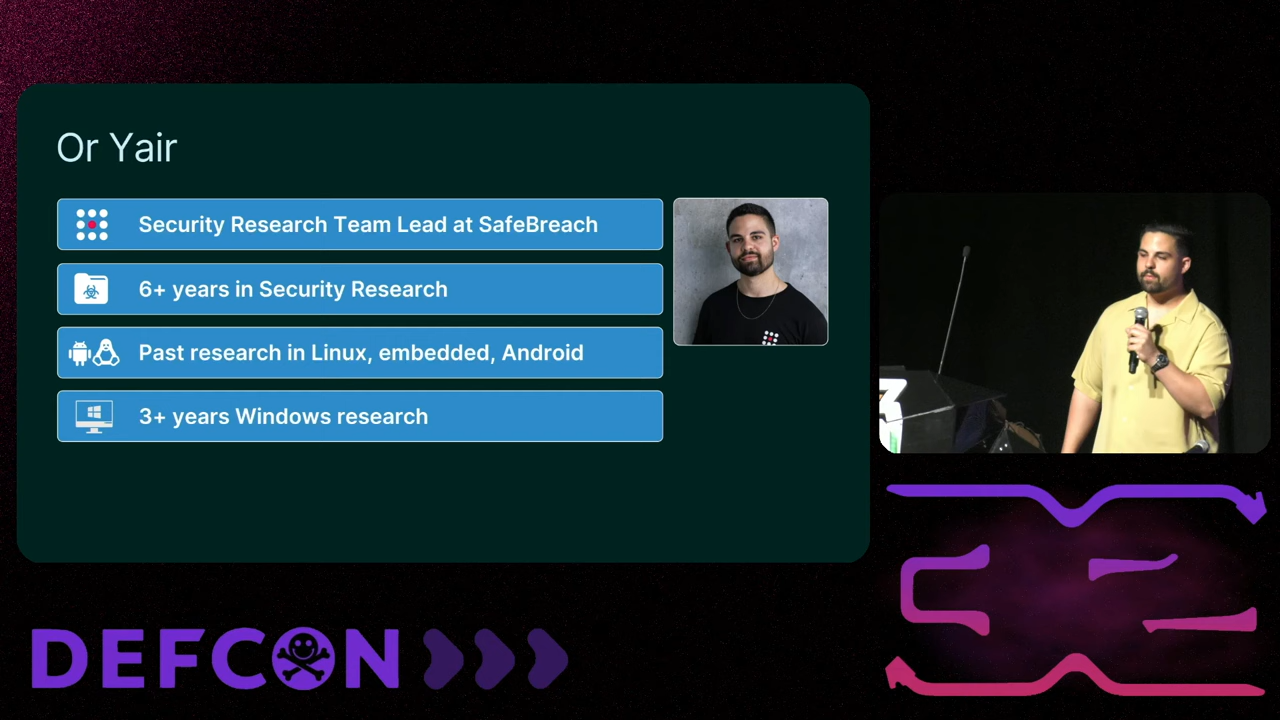 Or Yair
Security Research Team Lead at SafeBreach
6+ years in Security Research
Past research in Linux, embedded, Android
3+ years Windows research
DEFCON